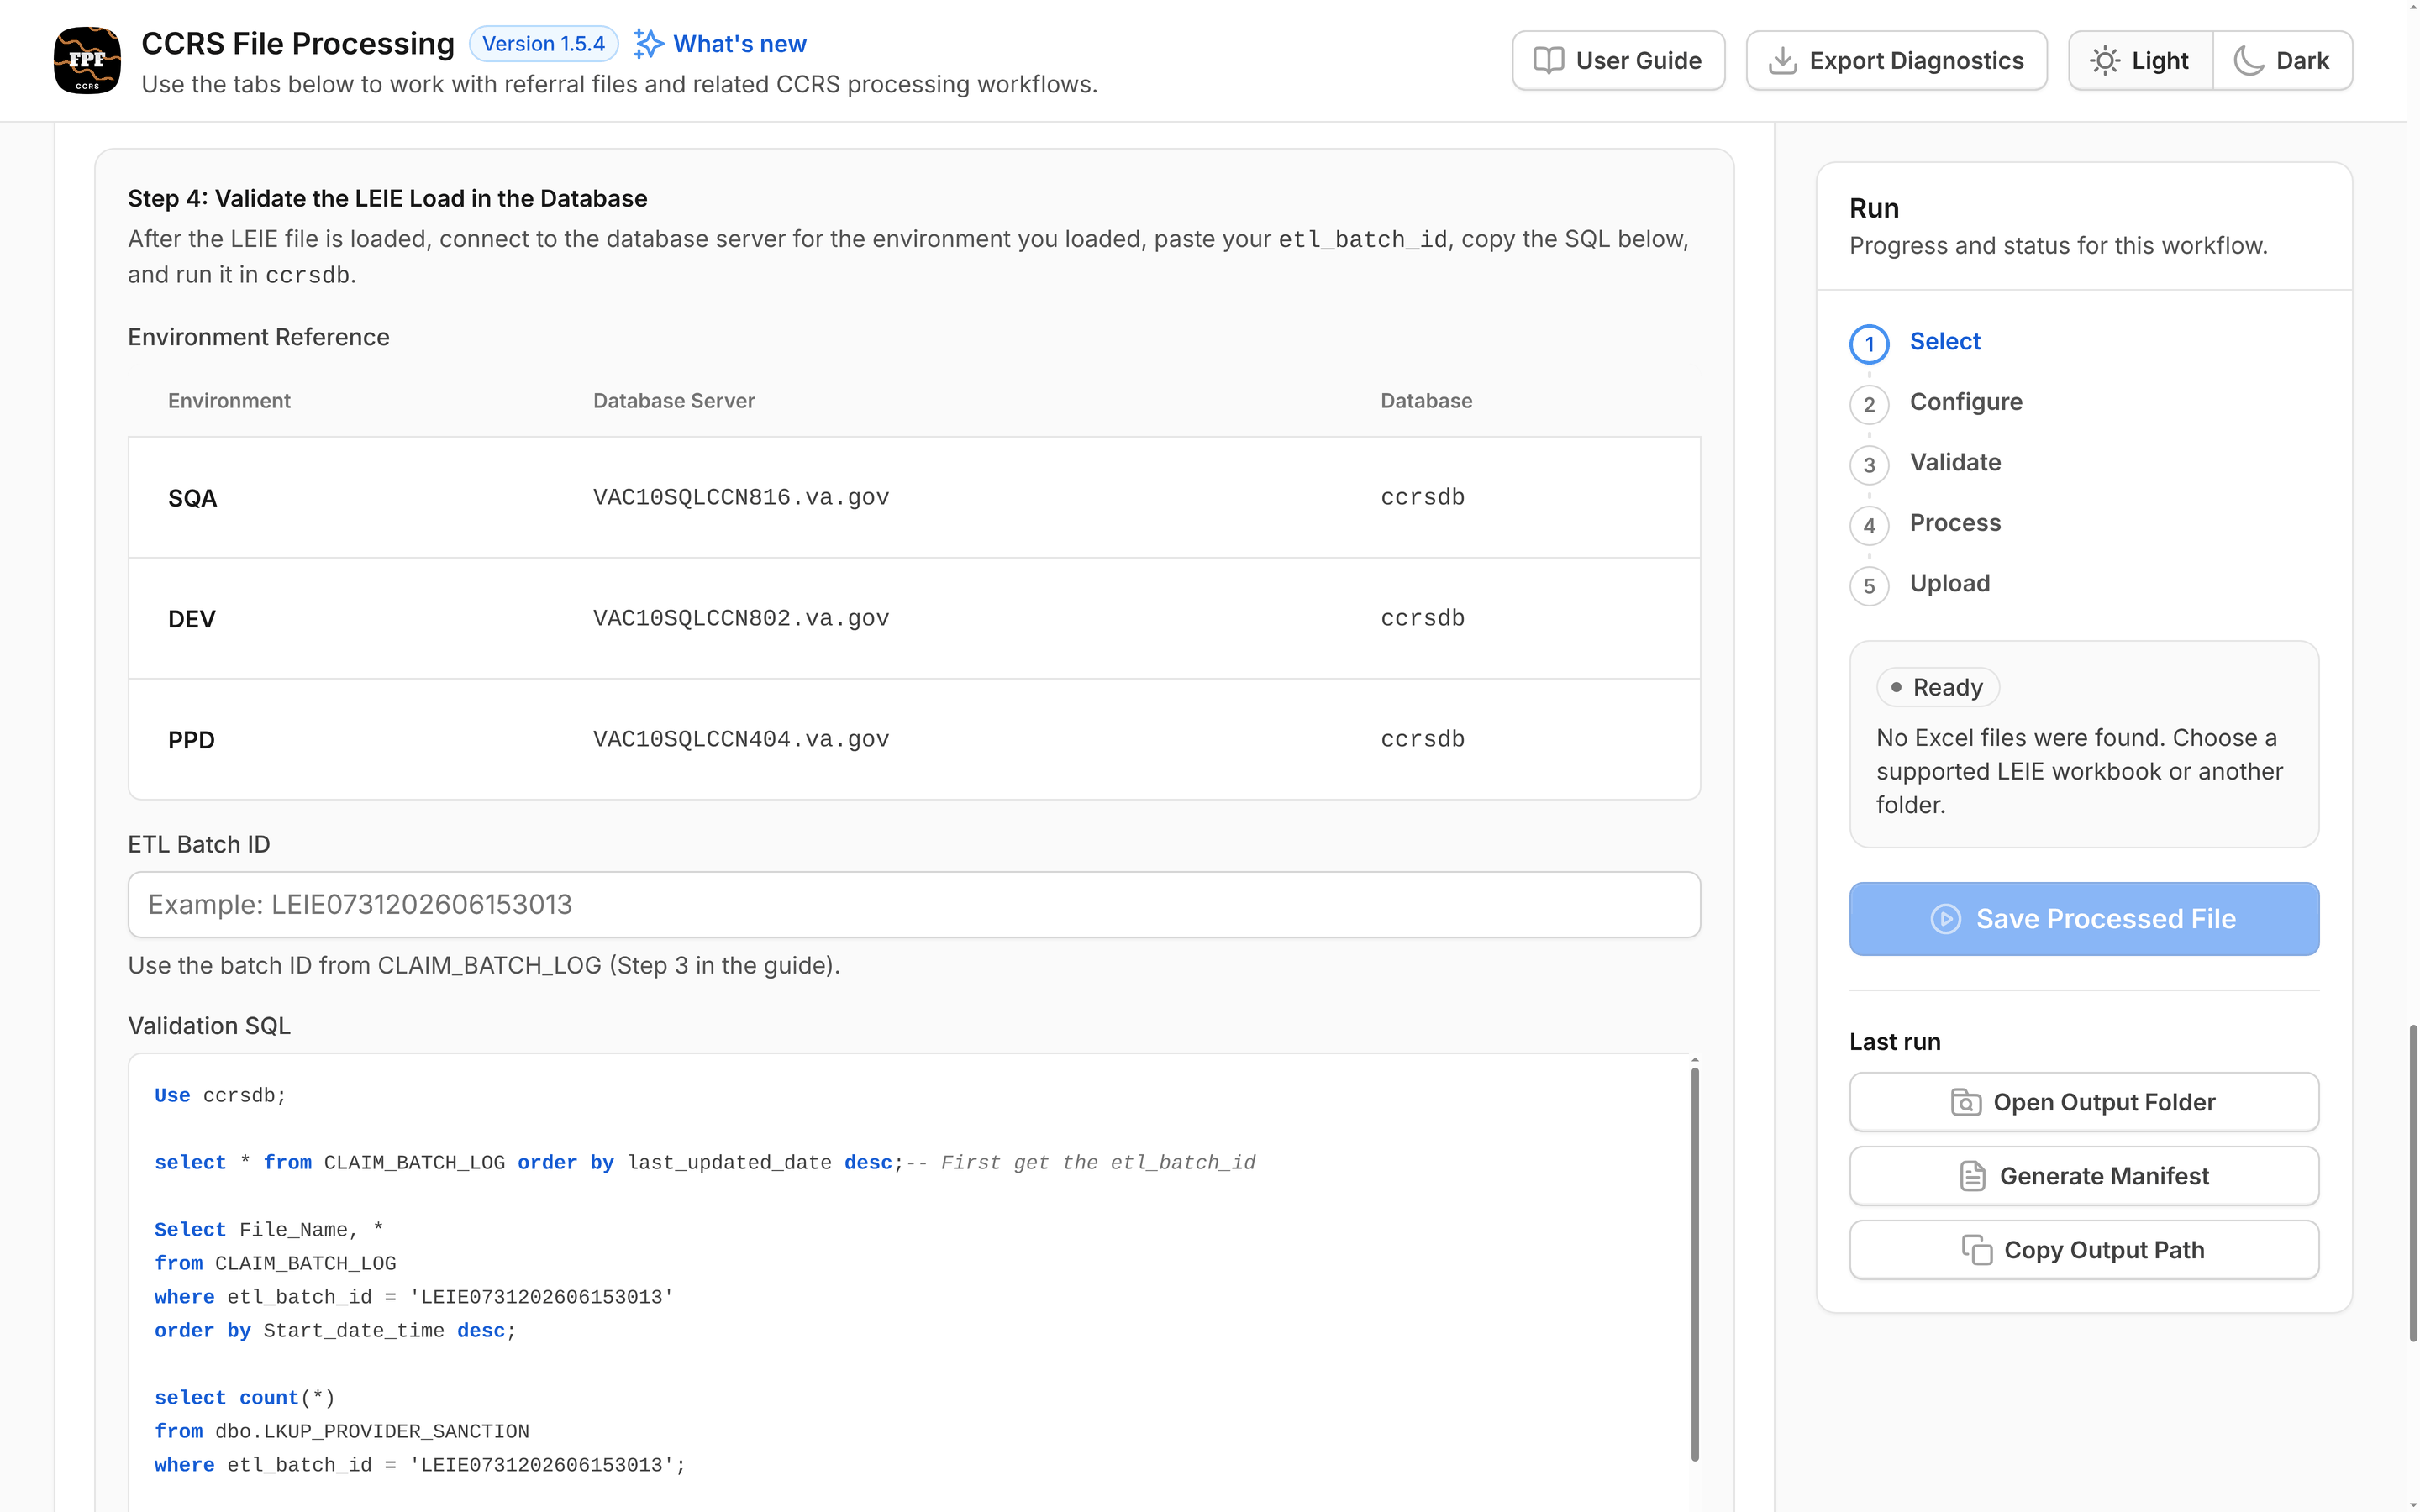 FPF
CCRS
CCRS File Processing
Version 1.5.4
What's new
Use the tabs below to work with referral files and related CCRS processing workflows.
User Guide
Export Diagnostics
Light
Dark
Step 4: Validate the LEIE Load in the Database
After the LEIE file is loaded, connect to the database server for the environment you loaded, paste your etl_batch_id, copy the SQL below,
and run it in ccrsdb.
Environment Reference
Environment Database Server Database
SQA VAC10SQLCCN816.va.gov ccrsdb
DEV VAC10SQLCCN802.va.gov ccrsdb
PPD VAC10SQLCCN404.va.gov ccrsdb
ETL Batch ID
Example: LEIE0731202606153013
Use the batch ID from CLAIM_BATCH_LOG (Step 3 in the guide).
Validation SQL
Use ccrsdb;
select * from CLAIM_BATCH_LOG order by last_updated_date desc;-- First get the etl_batch_id
Select File_Name, *
from CLAIM_BATCH_LOG
where etl_batch_id = 'LEIE0731202606153013'
order by Start_date_time desc;
select count(*)
from dbo.LKUP_PROVIDER_SANCTION
where etl_batch_id = 'LEIE0731202606153013';
Run
Progress and status for this workflow.
1 Select
2 Configure
3 Validate
4 Process
5 Upload
Ready
No Excel files were found. Choose a
supported LEIE workbook or another
folder.
Save Processed File
Last run
Open Output Folder
Generate Manifest
Copy Output Path